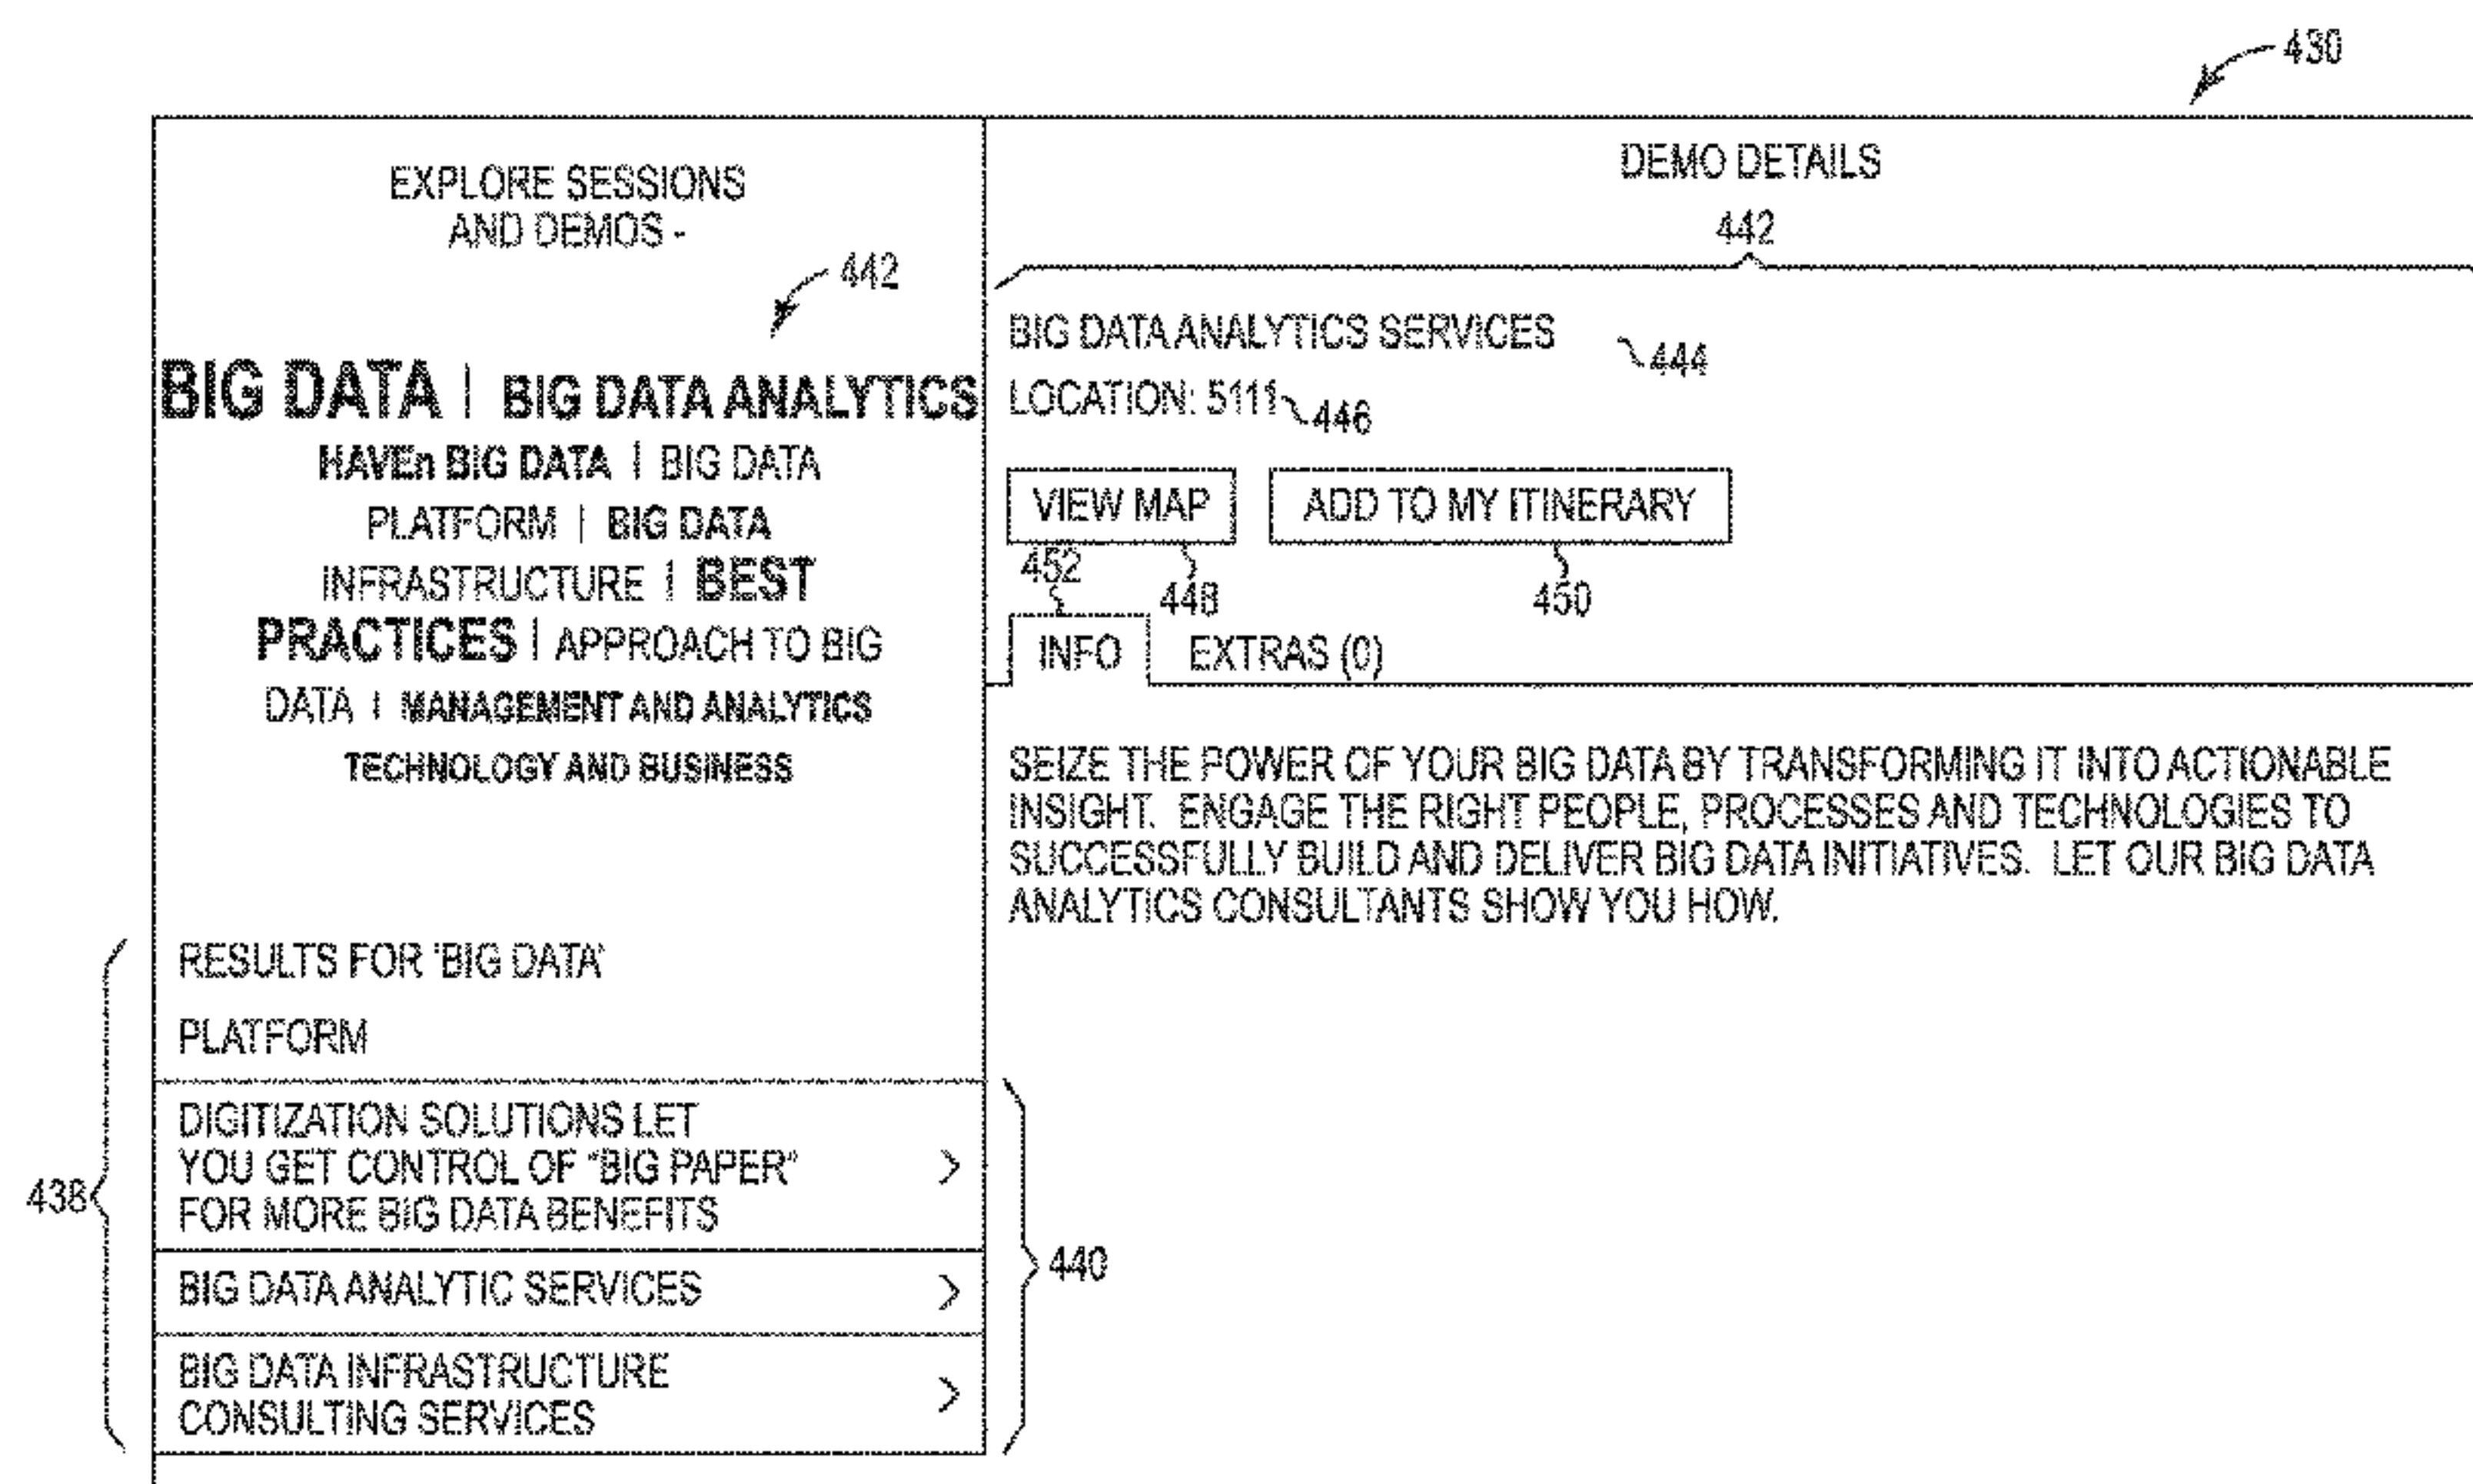 430
EXPLORE SESSIONS
AND DEMOS -
442
BIG DATA | BIG DATA ANALYTICS
HAVEn BIG DATA | BIG DATA
PLATFORM | BIG DATA
INFRASTRUCTURE | BEST
PRACTICES | APPROACH TO BIG
DATA | MANAGEMENT AND ANALYTICS
TECHNOLOGY AND BUSINESS
438
RESULTS FOR 'BIG DATA'
PLATFORM
DIGITIZATION SOLUTIONS LET
YOU GET CONTROL OF "BIG PAPER" >
FOR MORE BIG DATA BENEFITS
BIG DATA ANALYTIC SERVICES >
BIG DATA INFRASTRUCTURE
CONSULTING SERVICES >
440
DEMO DETAILS
442
BIG DATA ANALYTICS SERVICES 444
LOCATION: 5111 446
VIEW MAP ADD TO MY ITINERARY
452 448 450
INFO EXTRAS (0)
SEIZE THE POWER OF YOUR BIG DATA BY TRANSFORMING IT INTO ACTIONABLE
INSIGHT. ENGAGE THE RIGHT PEOPLE, PROCESSES AND TECHNOLOGIES TO
SUCCESSFULLY BUILD AND DELIVER BIG DATA INITIATIVES. LET OUR BIG DATA
ANALYTICS CONSULTANTS SHOW YOU HOW.